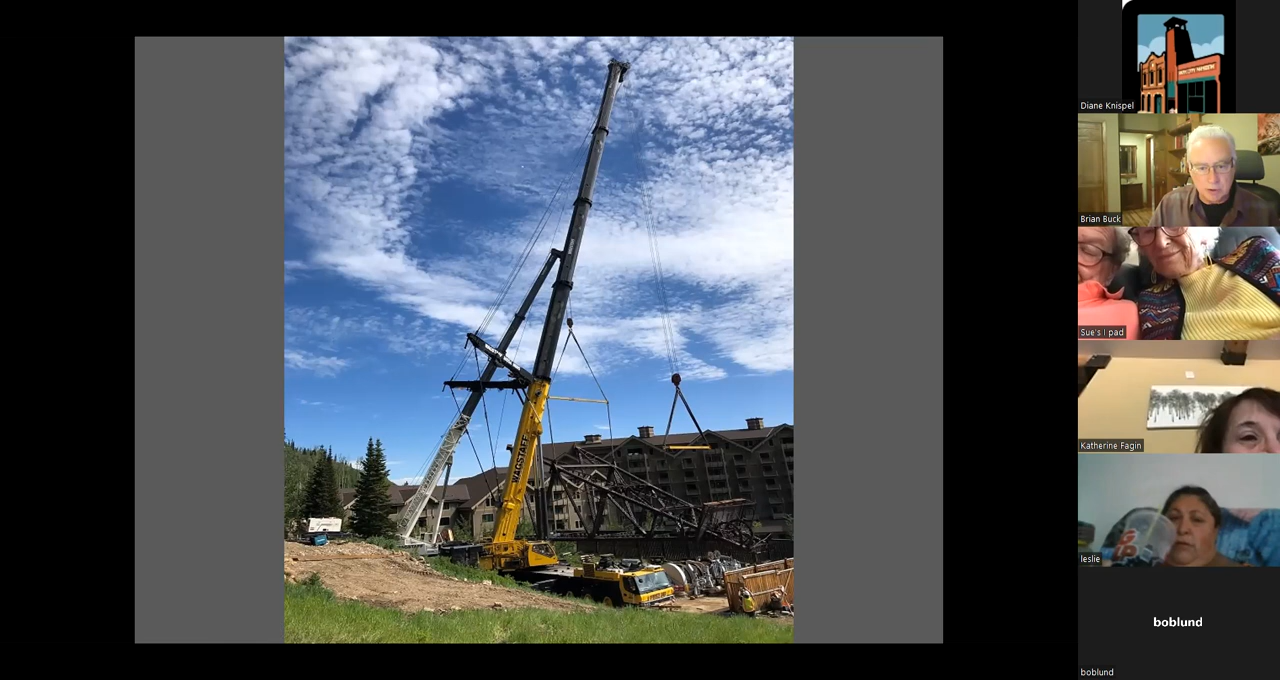 WAGSTAFF
Diane Knispel
Brian Buck
Sue's I pad
Katherine Fagin
leslie
boblund
boblund